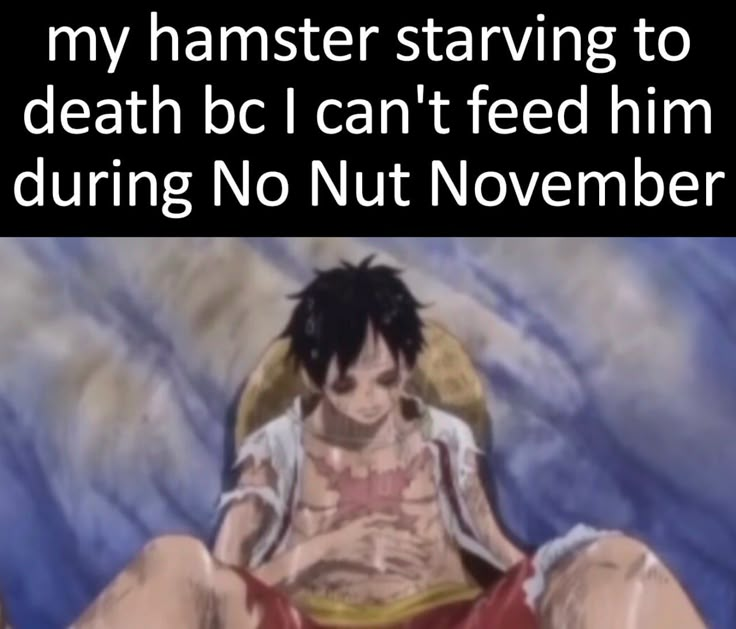 my hamster starving to
death bc I can't feed him
during No Nut November